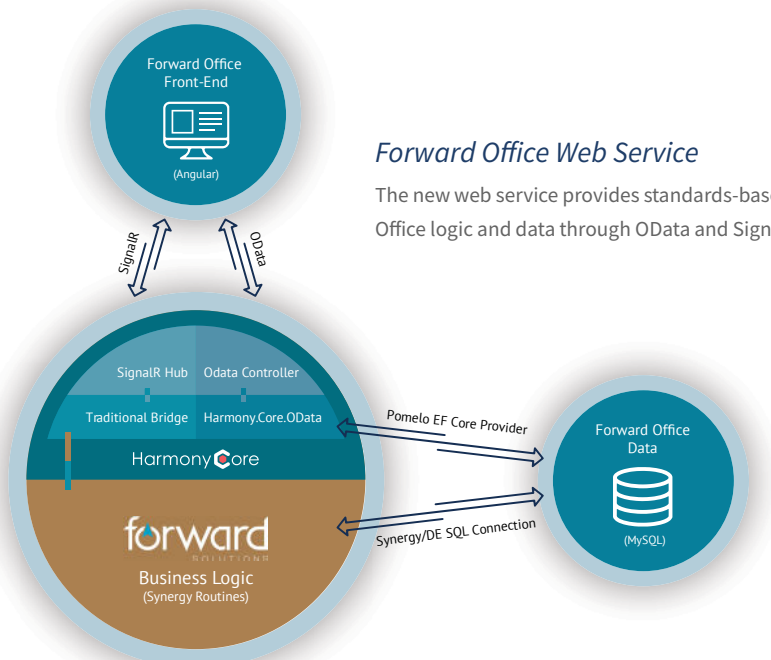 Forward Office
Front-End
(Angular)
Forward Office Web Service
The new web service provides standards-bas
Office logic and data through OData and Sign
SignalR
OData
SignalR Hub
Odata Controller
Traditional Bridge
Harmony.Core.OData
HarmonyCore
Pomelo EF Core Provider
Forward Office
Data
(MySQL)
Synergy/DE SQL Connection
forward
SOLUTIONS
Business Logic
(Synergy Routines)